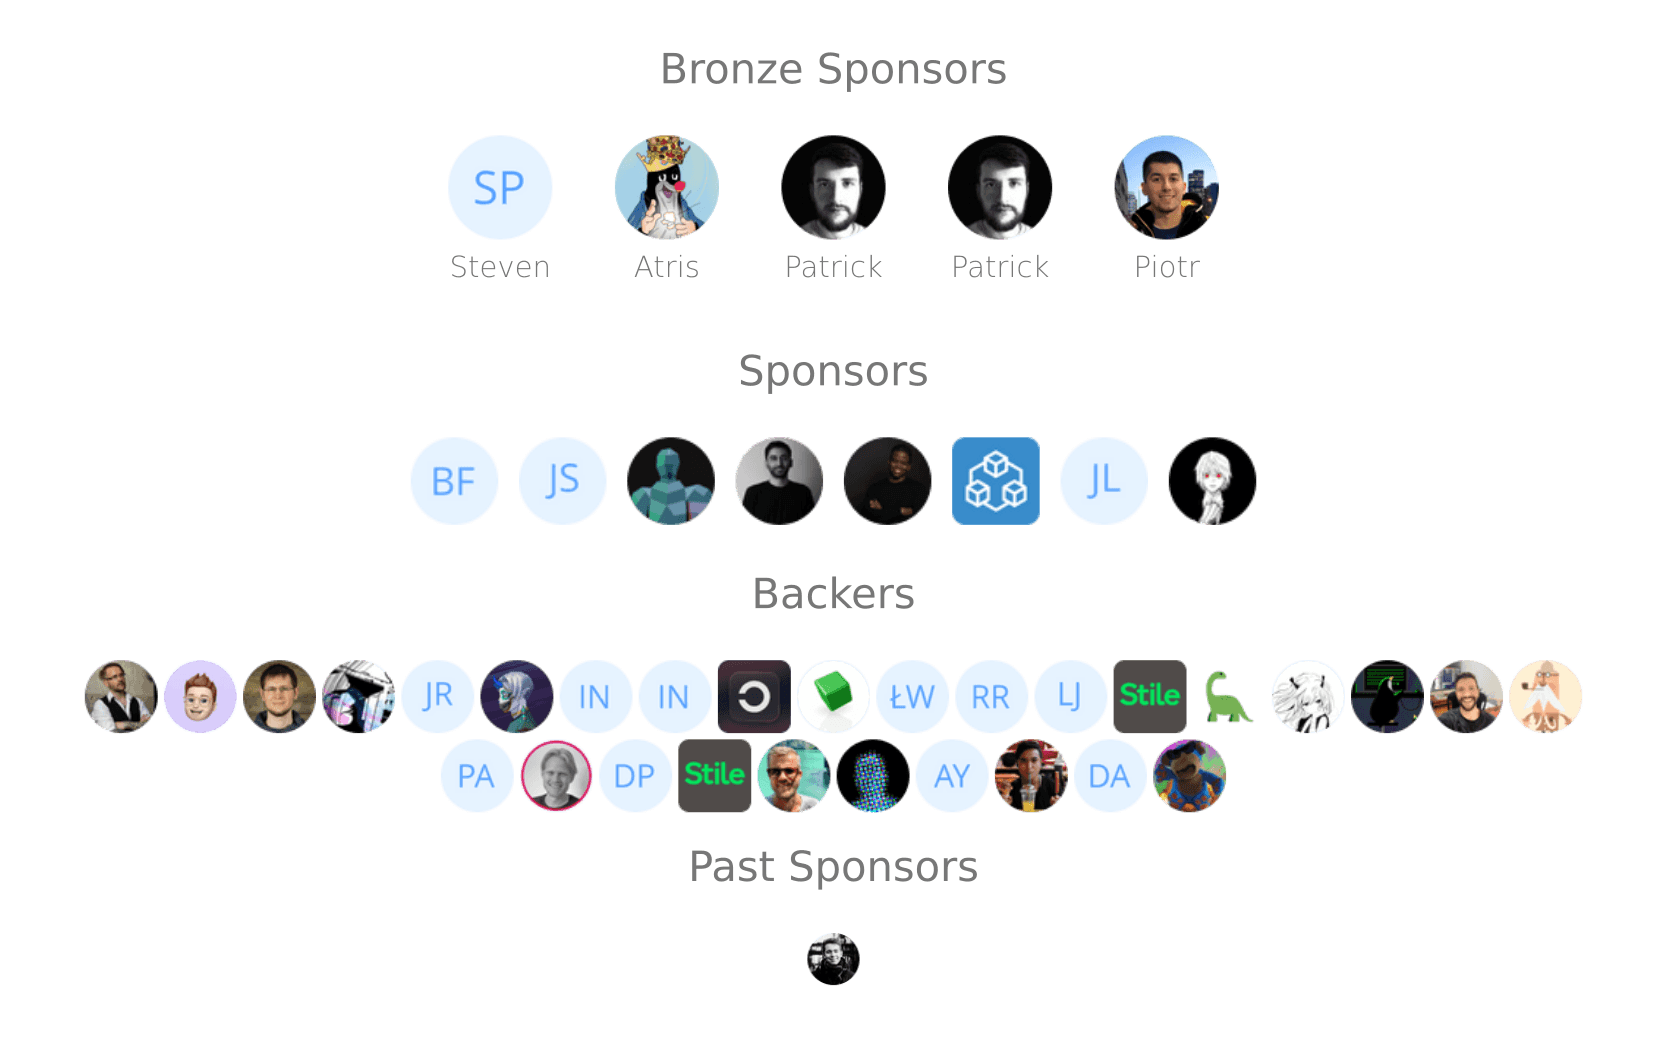 Bronze Sponsors
SP
Steven Atris Patrick Patrick Piotr
Sponsors
BF JS JL
Backers
JR IN IN ŁW RR LJ Stile
PA DP Stile AY DA
Past Sponsors